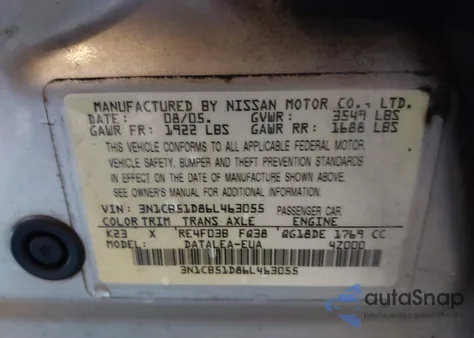 MANUFACTURED BY NISSAN MOTOR CO., LTD.
DATE: 08/05. GVWR: 3549 LBS
GAWR FR: 1922 LBS GAWR RR: 1688 LBS
THIS VEHICLE CONFORMS TO ALL APPLICABLE FEDERAL MOTOR
VEHICLE SAFETY, BUMPER AND THEFT PREVENTION STANDARDS
IN EFFECT ON THE DATE OF MANUFACTURE SHOWN ABOVE.
SEE OWNER'S MANUAL FOR ADDITIONAL INFORMATION
VIN: 3N1CB51D86L463055 PASSENGER CAR
COLOR TRIM TRANS AXLE ENGINE
K23 X RE4F03B FQ38 QG18DE 1769 CC
MODEL: DATALEA-EUA 4Z000
3N1CB51D86L463055
autoSnap